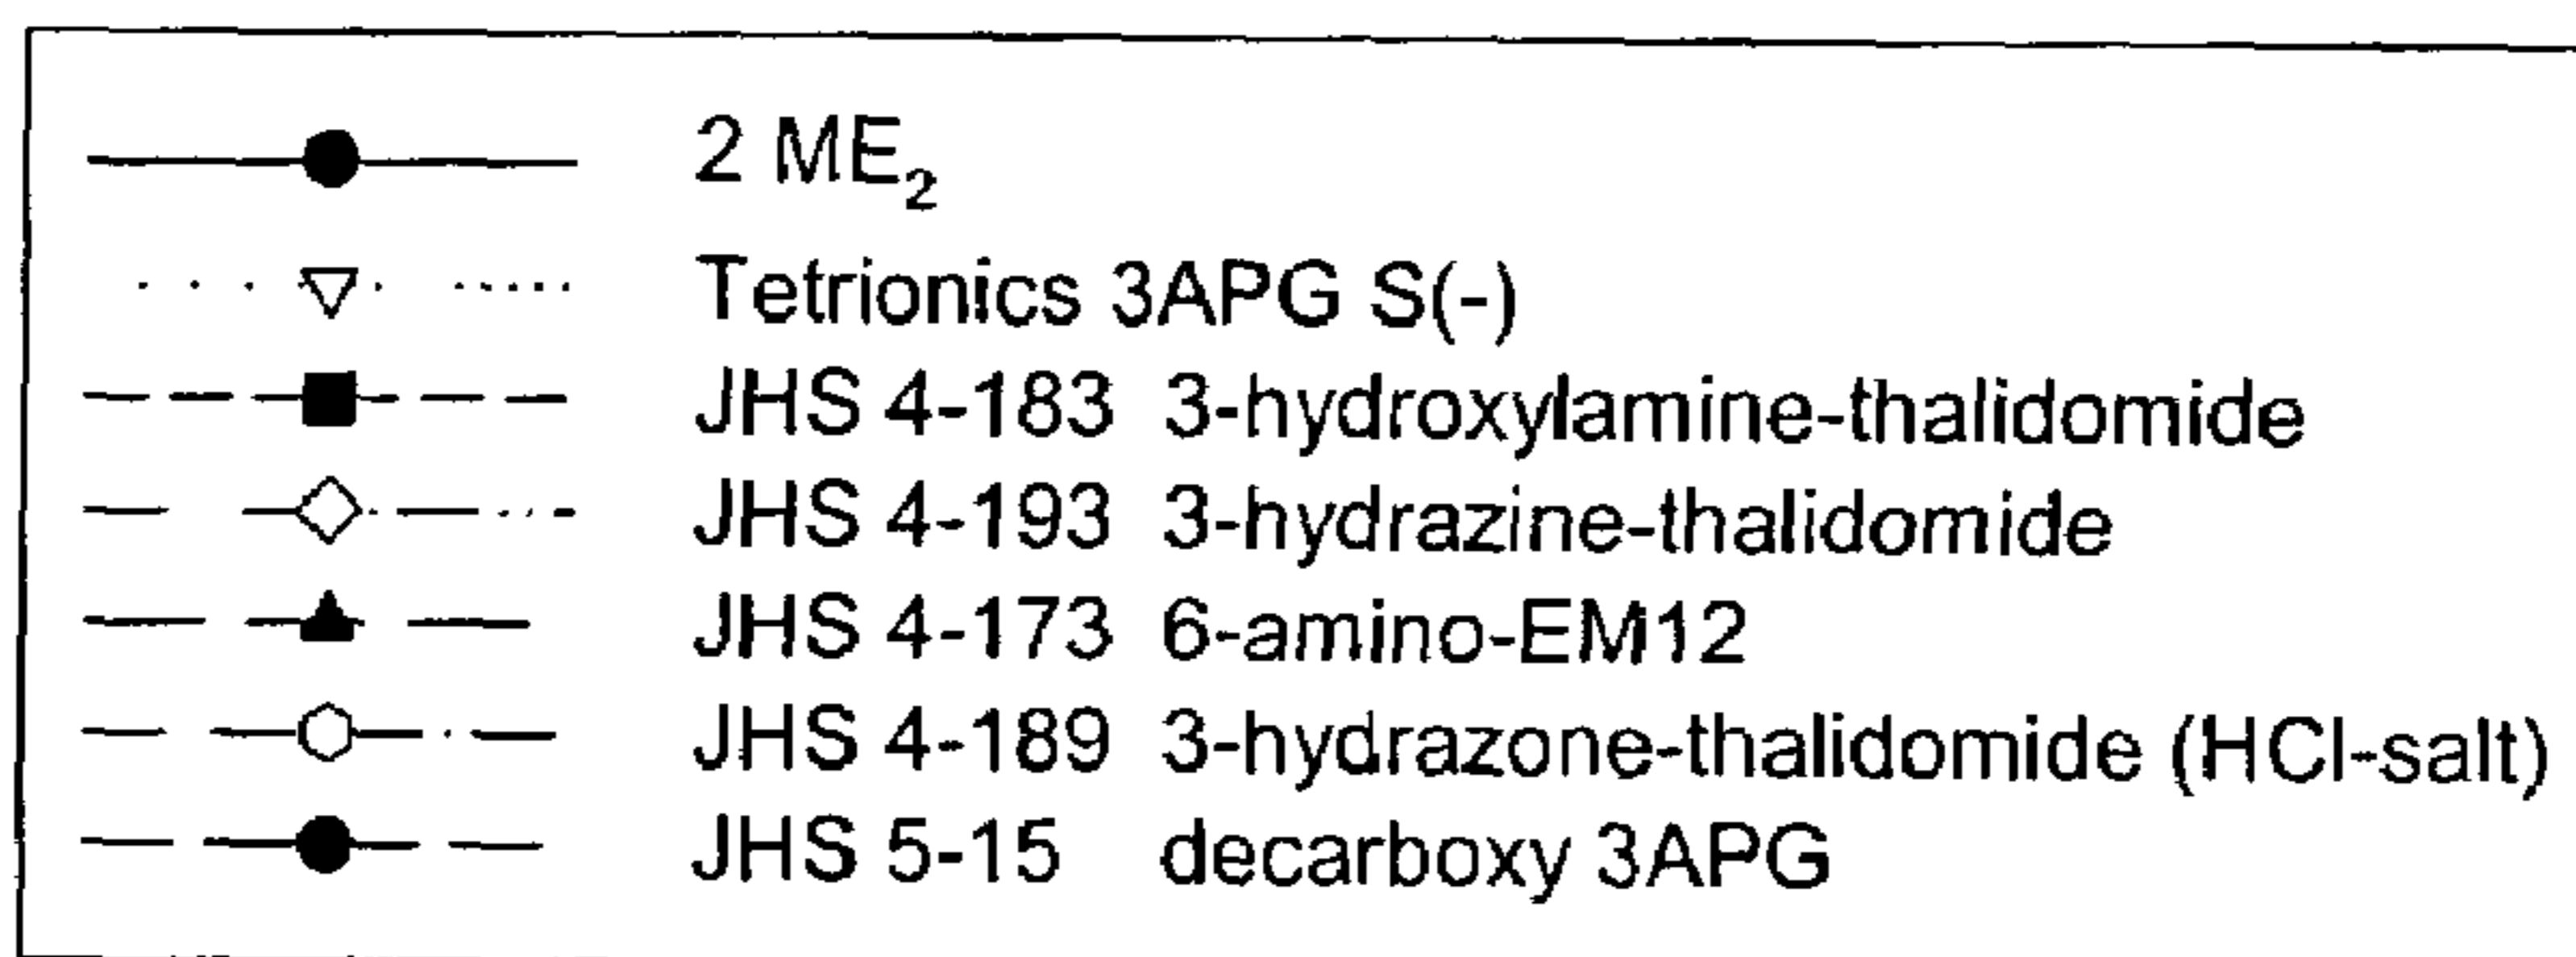 2 ME₂
Tetrionics 3APG S(-)
JHS 4-183 3-hydroxylamine-thalidomide
JHS 4-193 3-hydrazine-thalidomide
JHS 4-173 6-amino-EM12
JHS 4-189 3-hydrazone-thalidomide (HCl-salt)
JHS 5-15 decarboxy 3APG